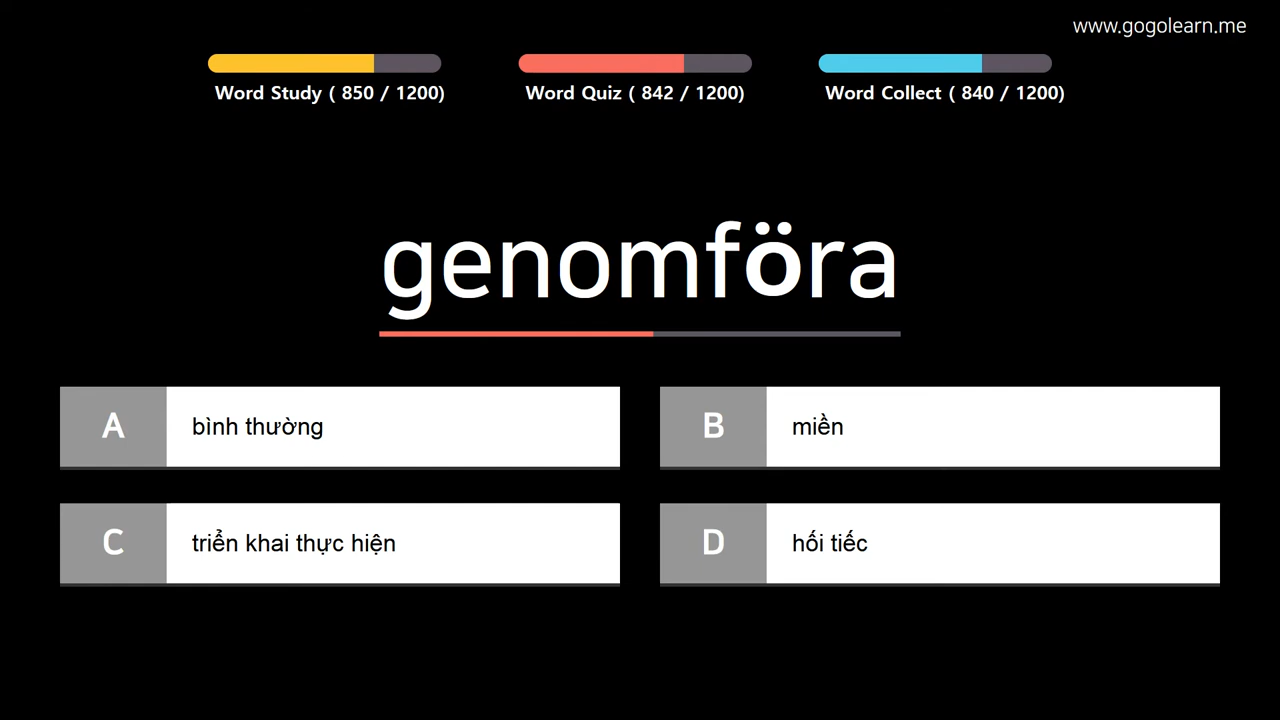 www.gogolearn.me
Word Study ( 850 / 1200)
Word Quiz ( 842 / 1200)
Word Collect ( 840 / 1200)
genomföra
A
bình thường
B
miền
C
triển khai thực hiện
D
hối tiếc